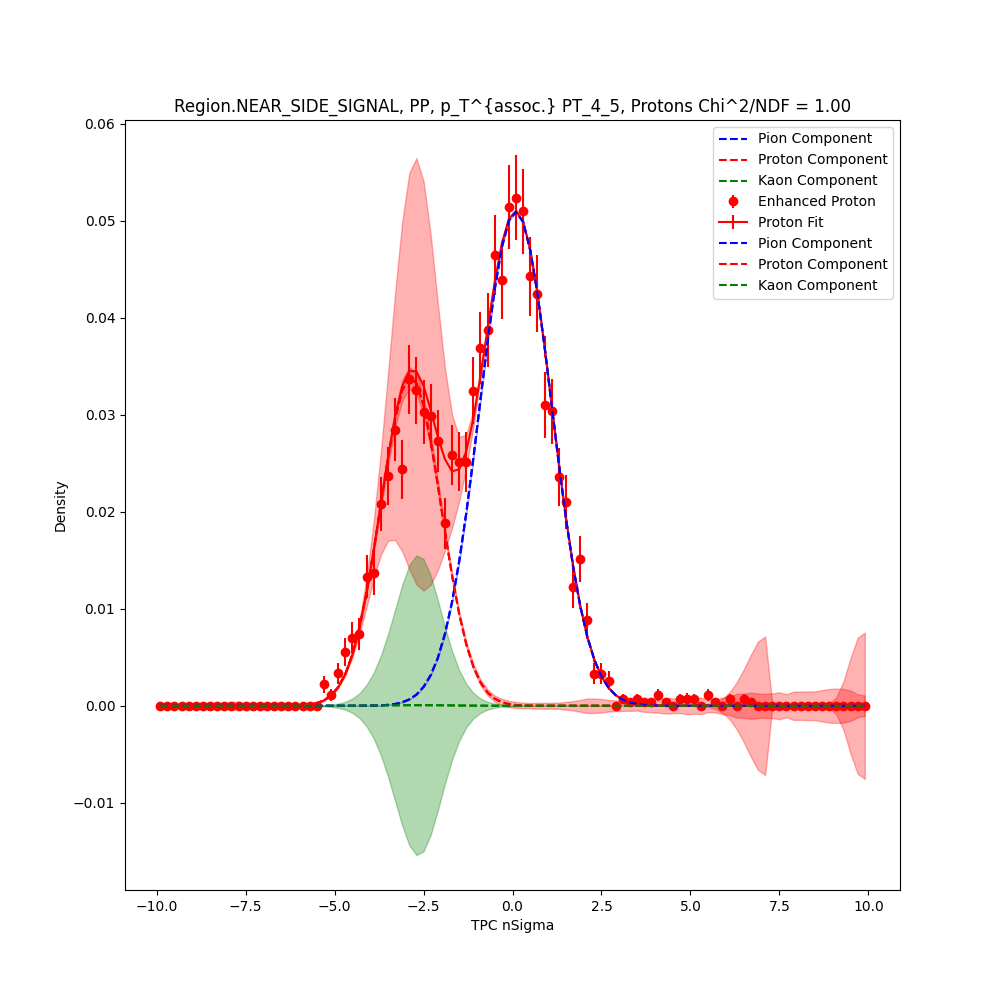 Region.NEAR_SIDE_SIGNAL, PP, p_T^{assoc.} PT_4_5, Protons Chi^2/NDF = 1.00
Pion Component
Proton Component
Kaon Component
Enhanced Proton
Proton Fit
Pion Component
Proton Component
Kaon Component
0.06
0.05
0.04
0.03
0.02
0.01
0.00
−0.01
Density
−10.0
−7.5
−5.0
−2.5
0.0
2.5
5.0
7.5
10.0
TPC nSigma